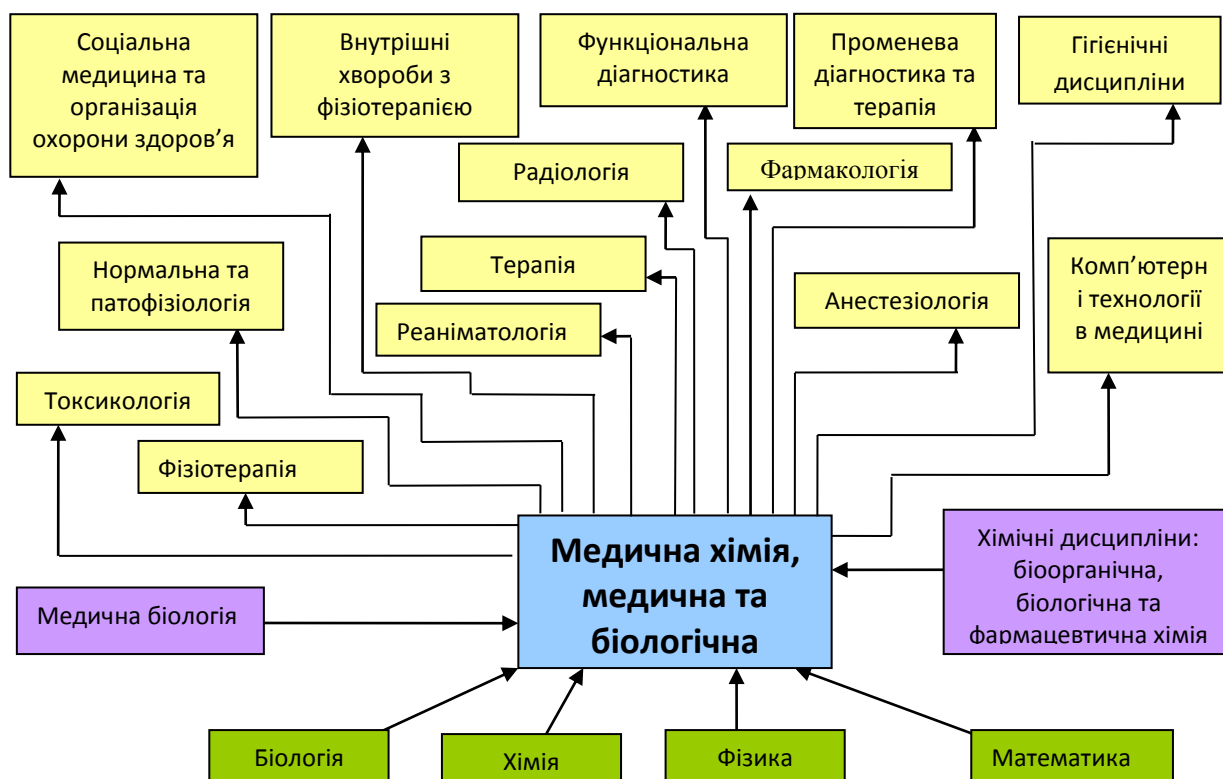 Соціальна
медицина та
організація
охорони здоров’я
Внутрішні
хвороби з
фізіотерапією
Функціональна
діагностика
Променева
діагностика та
терапія
Гігієнічні
дисципліни
Радіологія
Фармакологія
Нормальна та
патофізіологія
Терапія
Анестезіологія
Комп’ютерн
і технології
в медицині
Реаніматологія
Токсикологія
Фізіотерапія
Медична хімія,
медична та
біологічна
Хімічні дисципліни:
біоорганічна,
біологічна та
фармацевтична хімія
Медична біологія
Біологія
Хімія
Фізика
Математика